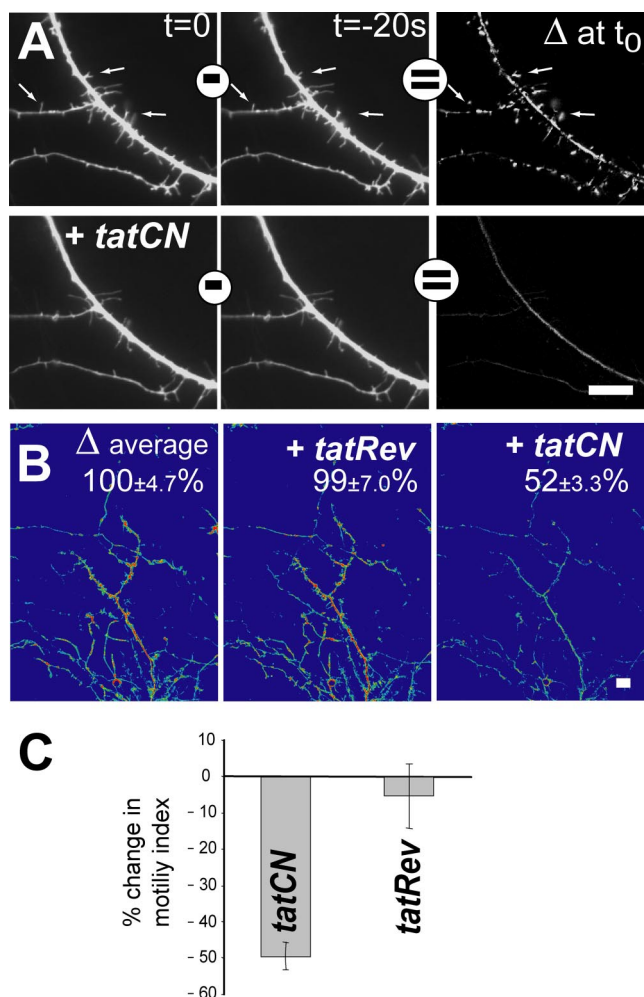 A
t=0
t=-20s
Δ at t0
-
=
+ tatCN
-
=
B
Δ average
100±4.7%
+ tatRev
99±7.0%
+ tatCN
52±3.3%
C
% change in
motiliy index
10
0
- 10
- 20
- 30
- 40
- 50
- 60
tatCN
tatRev